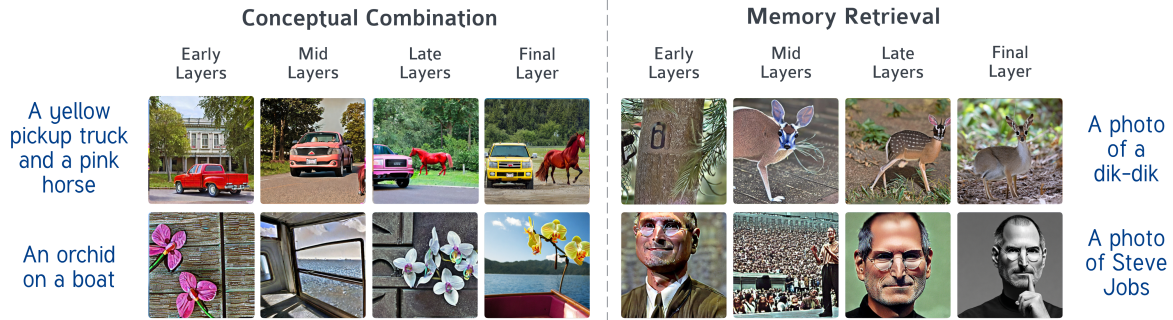 Conceptual Combination
Memory Retrieval
Early
Layers
Mid
Layers
Late
Layers
Final
Layer
Early
Layers
Mid
Layers
Late
Layers
Final
Layer
A yellow
pickup truck
and a pink
horse
A photo
of a
dik-dik
An orchid
on a boat
A photo
of Steve
Jobs